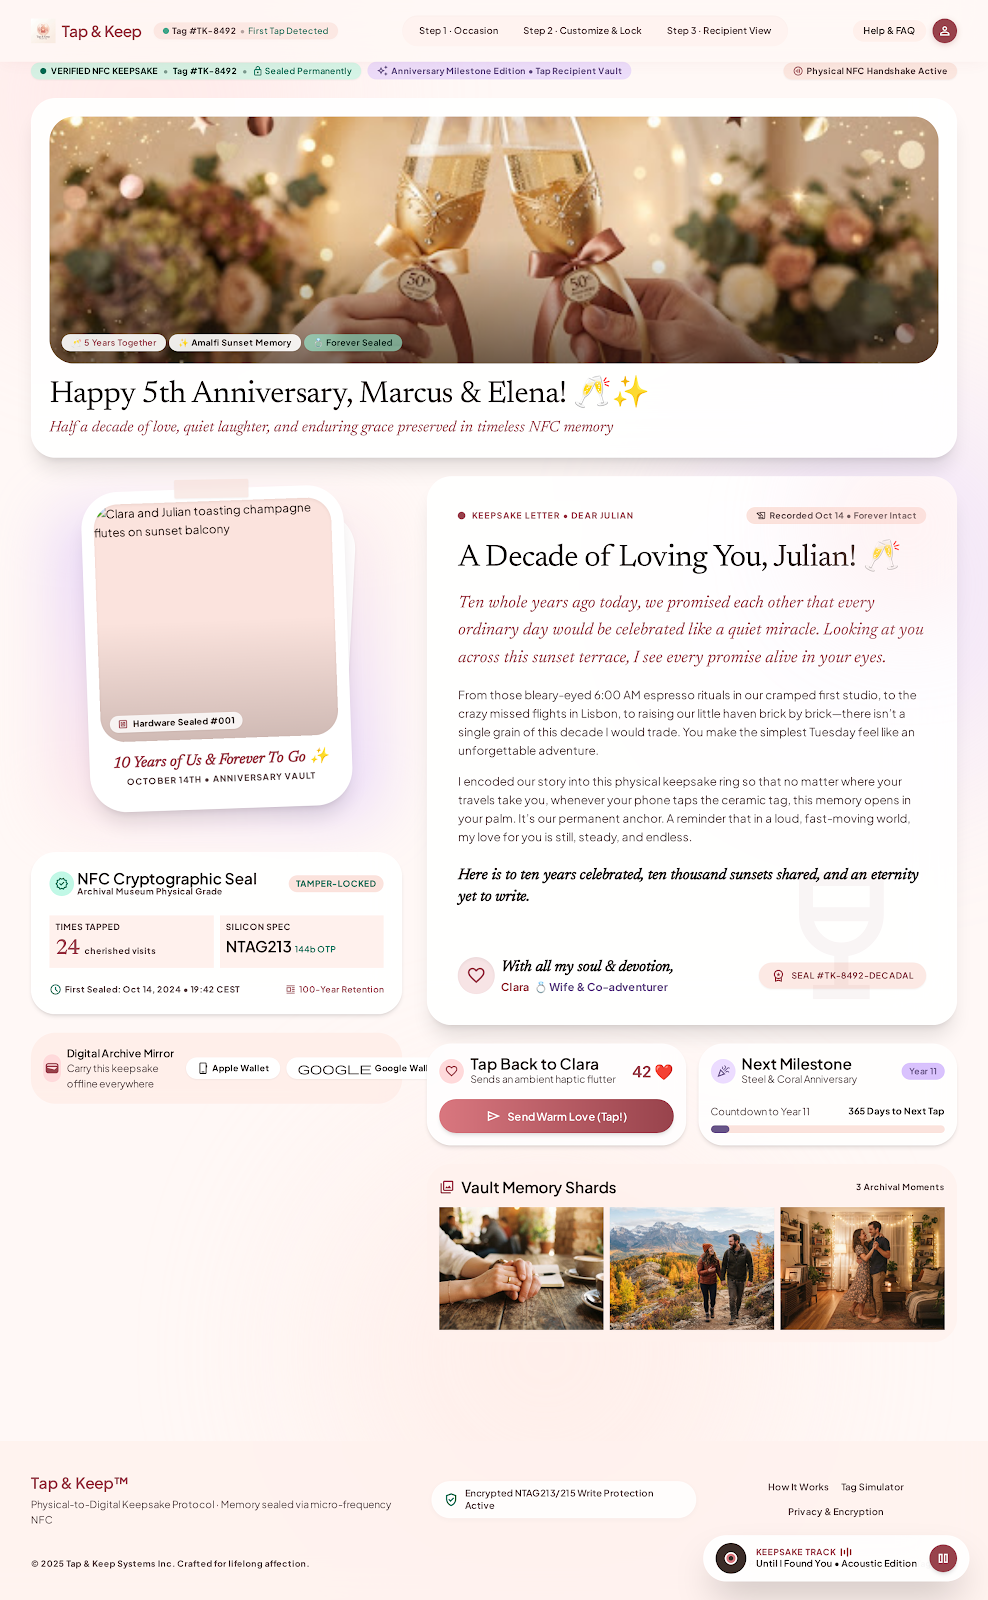 Tap & Keep
Tag #TK-8492 • First Tap Detected
Step 1 · Occasion
Step 2 · Customize & Lock
Step 3 · Recipient View
Help & FAQ
VERIFIED NFC KEEPSAKE • Tag #TK-8492 • Sealed Permanently
Anniversary Milestone Edition • Tap Recipient Vault
Physical NFC Handshake Active
50th
50th
🥂 5 Years Together
✨ Amalfi Sunset Memory
💍 Forever Sealed
Happy 5th Anniversary, Marcus & Elena! 🥂✨
Half a decade of love, quiet laughter, and enduring grace preserved in timeless NFC memory
Clara and Julian toasting champagne
flutes on sunset balcony
Hardware Sealed #001
10 Years of Us & Forever To Go ✨
OCTOBER 14TH • ANNIVERSARY VAULT
NFC Cryptographic Seal
Archival Museum Physical Grade
TAMPER-LOCKED
TIMES TAPPED
24 cherished visits
SILICON SPEC
NTAG213 144b OTP
First Sealed: Oct 14, 2024 • 19:42 CEST
100-Year Retention
Digital Archive Mirror
Carry this keepsake
offline everywhere
Apple Wallet
GOOGLE Google Wall
KEEPSAKE LETTER • DEAR JULIAN
Recorded Oct 14 • Forever Intact
A Decade of Loving You, Julian! 🥂
Ten whole years ago today, we promised each other that every
ordinary day would be celebrated like a quiet miracle. Looking at you
across this sunset terrace, I see every promise alive in your eyes.
From those bleary-eyed 6:00 AM espresso rituals in our cramped first studio, to the
crazy missed flights in Lisbon, to raising our little haven brick by brick—there isn't a
single grain of this decade I would trade. You make the simplest Tuesday feel like an
unforgettable adventure.
I encoded our story into this physical keepsake ring so that no matter where your
travels take you, whenever your phone taps the ceramic tag, this memory opens in
your palm. It's our permanent anchor. A reminder that in a loud, fast-moving world,
my love for you is still, steady, and endless.
Here is to ten years celebrated, ten thousand sunsets shared, and an eternity
yet to write.
With all my soul & devotion,
Clara 💍 Wife & Co-adventurer
SEAL #TK-8492-DECADAL
Tap Back to Clara
Sends an ambient haptic flutter
42 ❤️
Send Warm Love (Tap!)
Next Milestone
Steel & Coral Anniversary
Year 11
Countdown to Year 11
365 Days to Next Tap
Vault Memory Shards
3 Archival Moments
Tap & Keep™
Physical-to-Digital Keepsake Protocol · Memory sealed via micro-frequency
NFC
© 2025 Tap & Keep Systems Inc. Crafted for lifelong affection.
Encrypted NTAG213/215 Write Protection
Active
How It Works
Tag Simulator
Privacy & Encryption
KEEPSAKE TRACK
Until I Found You • Acoustic Edition